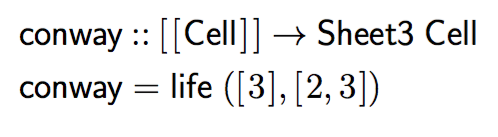 conway :: [[Cell]] → Sheet3 Cell
conway = life ([3], [2, 3])